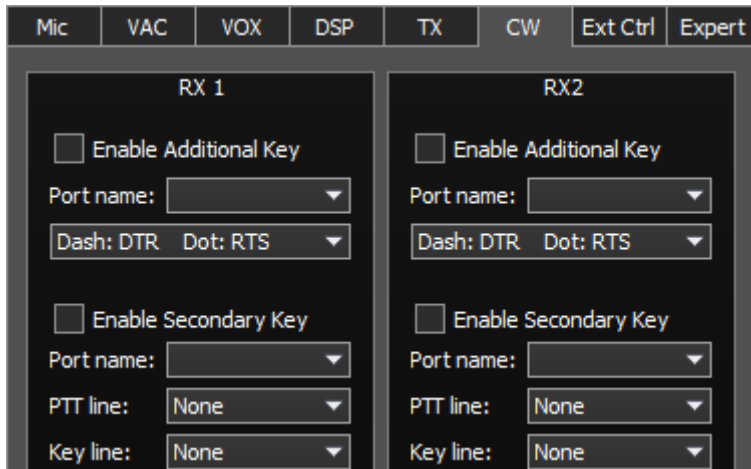 Mic VAC VOX DSP TX CW Ext Ctrl Expert
RX 1
Enable Additional Key
Port name:
Dash: DTR Dot: RTS
Enable Secondary Key
Port name:
PTT line: None
Key line: None
RX2
Enable Additional Key
Port name:
Dash: DTR Dot: RTS
Enable Secondary Key
Port name:
PTT line: None
Key line: None